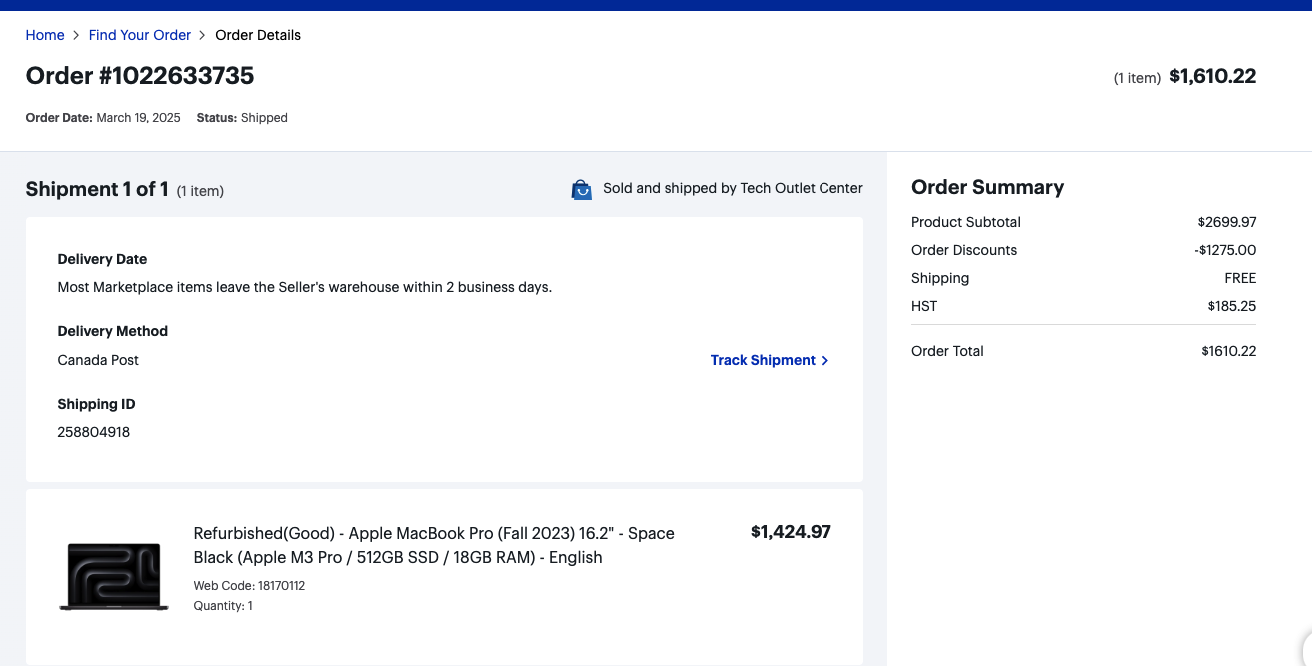 Home > Find Your Order > Order Details
Order #1022633735
(1 item) $1,610.22
Order Date: March 19, 2025 Status: Shipped
Shipment 1 of 1 (1 item)
Sold and shipped by Tech Outlet Center
Delivery Date
Most Marketplace items leave the Seller's warehouse within 2 business days.
Delivery Method
Canada Post
Track Shipment >
Shipping ID
258804918
Refurbished(Good) - Apple MacBook Pro (Fall 2023) 16.2" - Space
Black (Apple M3 Pro / 512GB SSD / 18GB RAM) - English
$1,424.97
Web Code: 18170112
Quantity: 1
Order Summary
Product Subtotal $2699.97
Order Discounts -$1275.00
Shipping FREE
HST $185.25
Order Total $1610.22